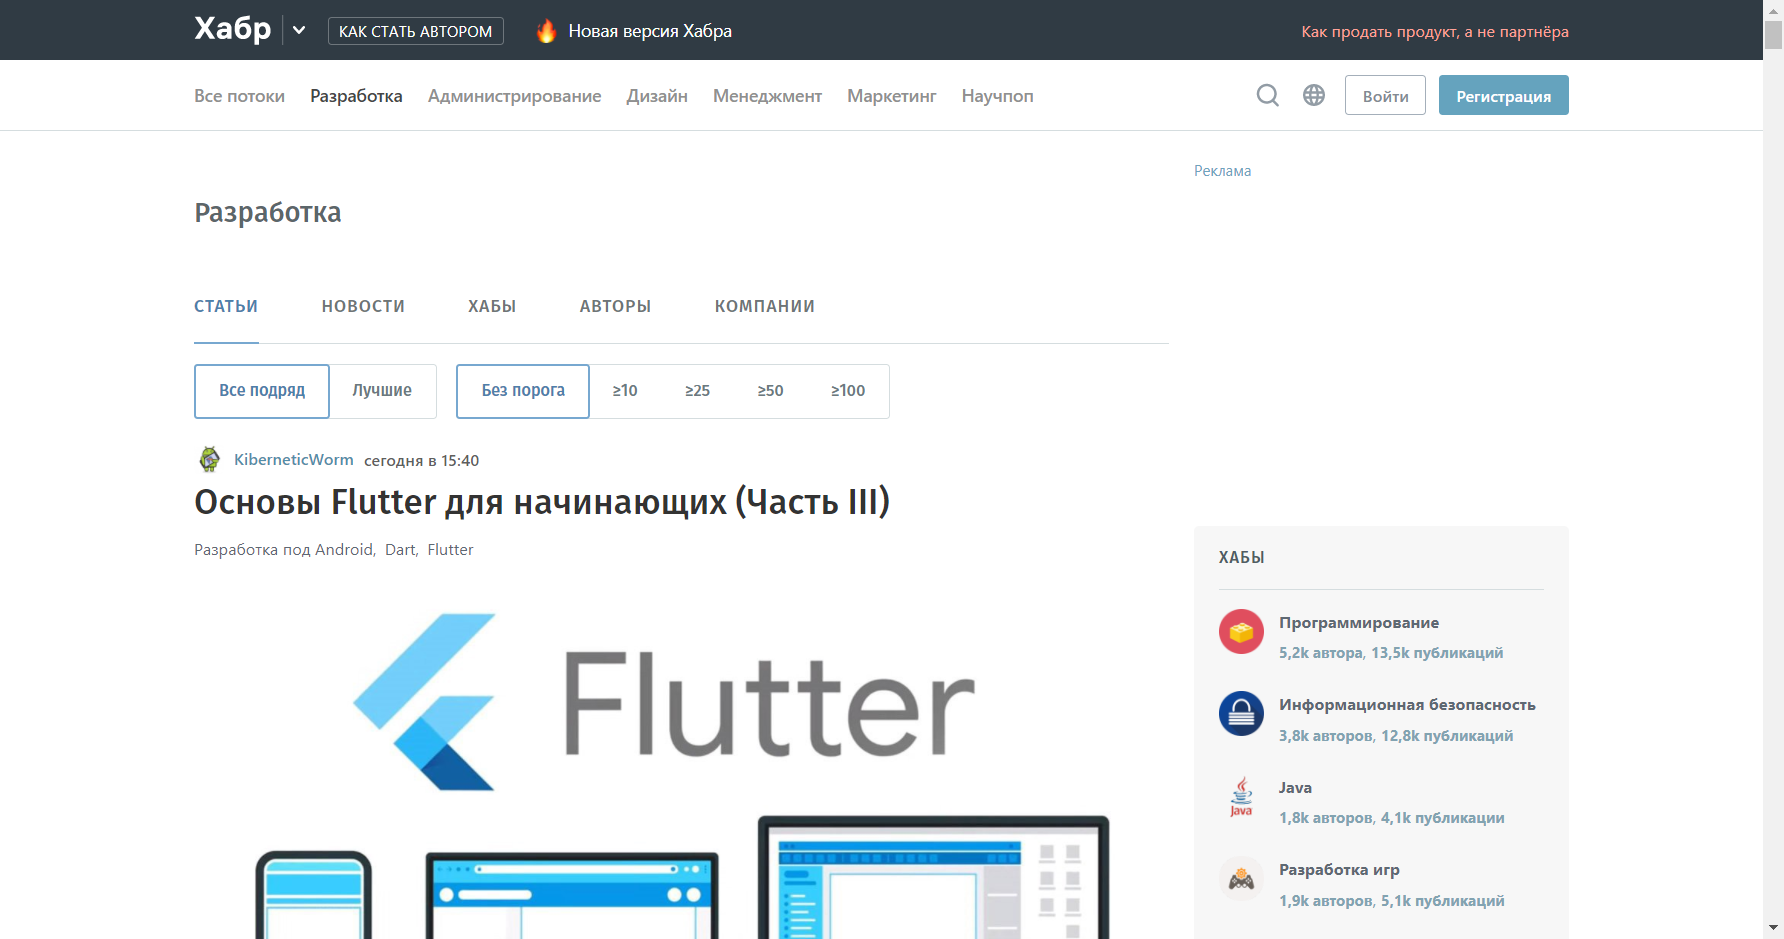 Хабр
КАК СТАТЬ АВТОРОМ
Новая версия Хабра
Как продать продукт, а не партнёра
Все потоки Разработка Администрирование Дизайн Менеджмент Маркетинг Научпоп
Войти
Регистрация
Реклама
Разработка
СТАТЬИ НОВОСТИ ХАБЫ АВТОРЫ КОМПАНИИ
Все подряд Лучшие Без порога ≥10 ≥25 ≥50 ≥100
KiberneticWorm сегодня в 15:40
Основы Flutter для начинающих (Часть III)
Разработка под Android, Dart, Flutter
Flutter
ХАБЫ
Программирование
5,2k автора, 13,5k публикаций
Информационная безопасность
3,8k авторов, 12,8k публикаций
Java
Java
1,8k авторов, 4,1k публикации
Разработка игр
1,9k авторов, 5,1k публикаций